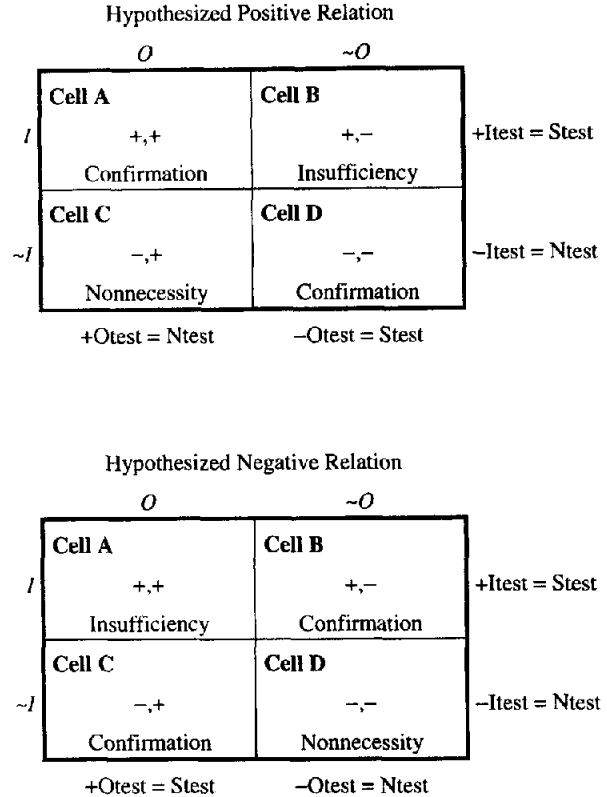 Hypothesized Positive Relation
O ~O
Cell A Cell B
I +,+ +,− +Itest = Stest
Confirmation Insufficiency
Cell C Cell D
~I −,+ −,− −Itest = Ntest
Nonnecessity Confirmation
+Otest = Ntest −Otest = Stest
Hypothesized Negative Relation
O ~O
Cell A Cell B
I +,+ +,− +Itest = Stest
Insufficiency Confirmation
Cell C Cell D
~I −,+ −,− −Itest = Ntest
Confirmation Nonnecessity
+Otest = Stest −Otest = Ntest